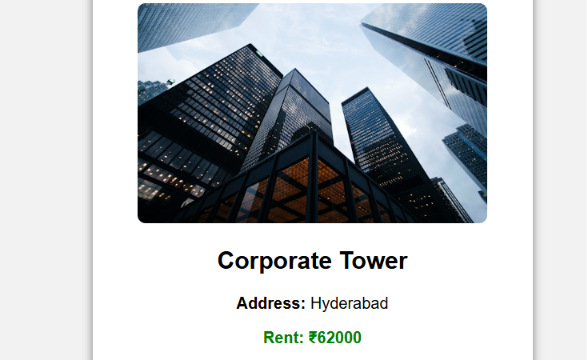 Corporate Tower
Address: Hyderabad
Rent: ₹62000